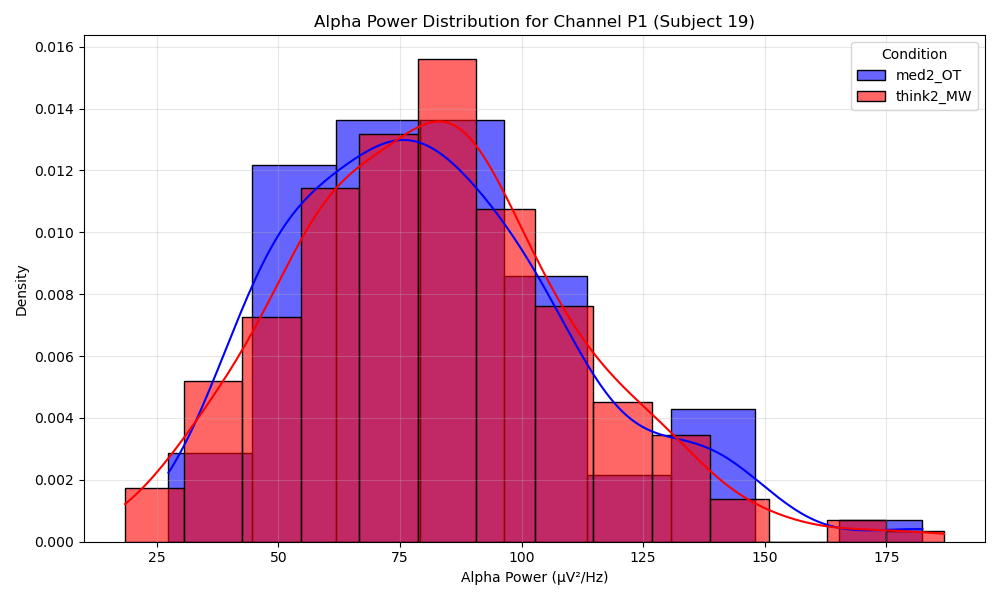 Alpha Power Distribution for Channel P1 (Subject 19)
Condition
med2_OT
think2_MW
0.016
0.014
0.012
0.010
0.008
0.006
0.004
0.002
0.000
Density
25
50
75
100
125
150
175
Alpha Power (μV²/Hz)